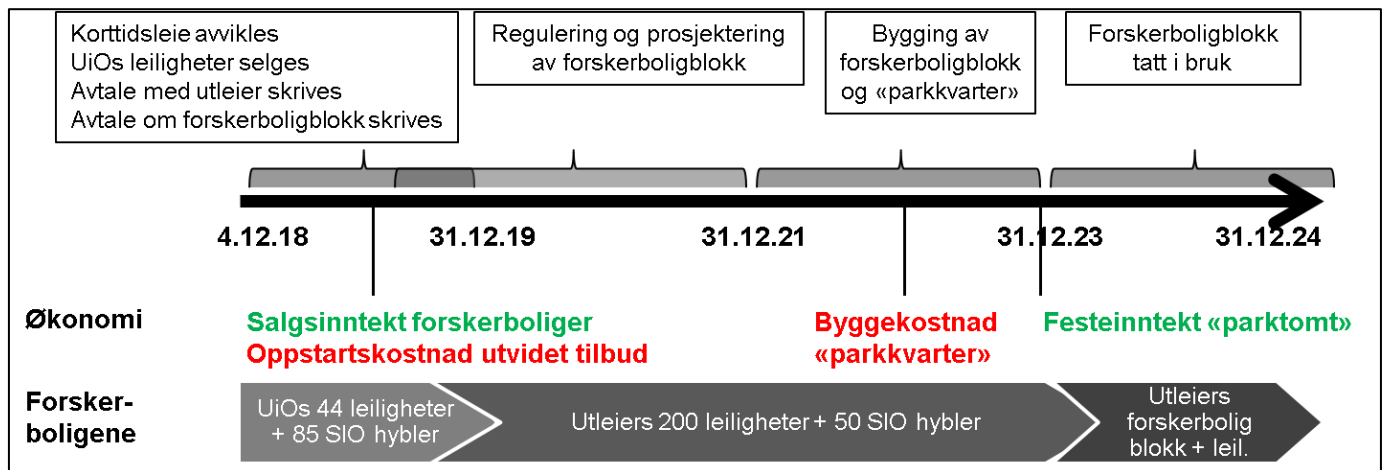 Korttidsleie avvikles
UiOs leiligheter selges
Avtale med utleier skrives
Avtale om forskerboligblokk skrives
Regulering og prosjektering
av forskerboligblokk
Bygging av
forskerboligblokk
og «parkkvarter»
Forskerboligblokk
tatt i bruk
4.12.18
31.12.19
31.12.21
31.12.23
31.12.24
Økonomi
Salgsinntekt forskerboliger
Oppstartskostnad utvidet tilbud
Byggekostnad
«parkkvarter»
Festeinntekt «parktomt»
Forsker-
boligene
UiOs 44 leiligheter
+ 85 SIO hybler
Utleiers 200 leiligheter + 50 SIO hybler
Utleiers
forskerbolig
blokk + leil.